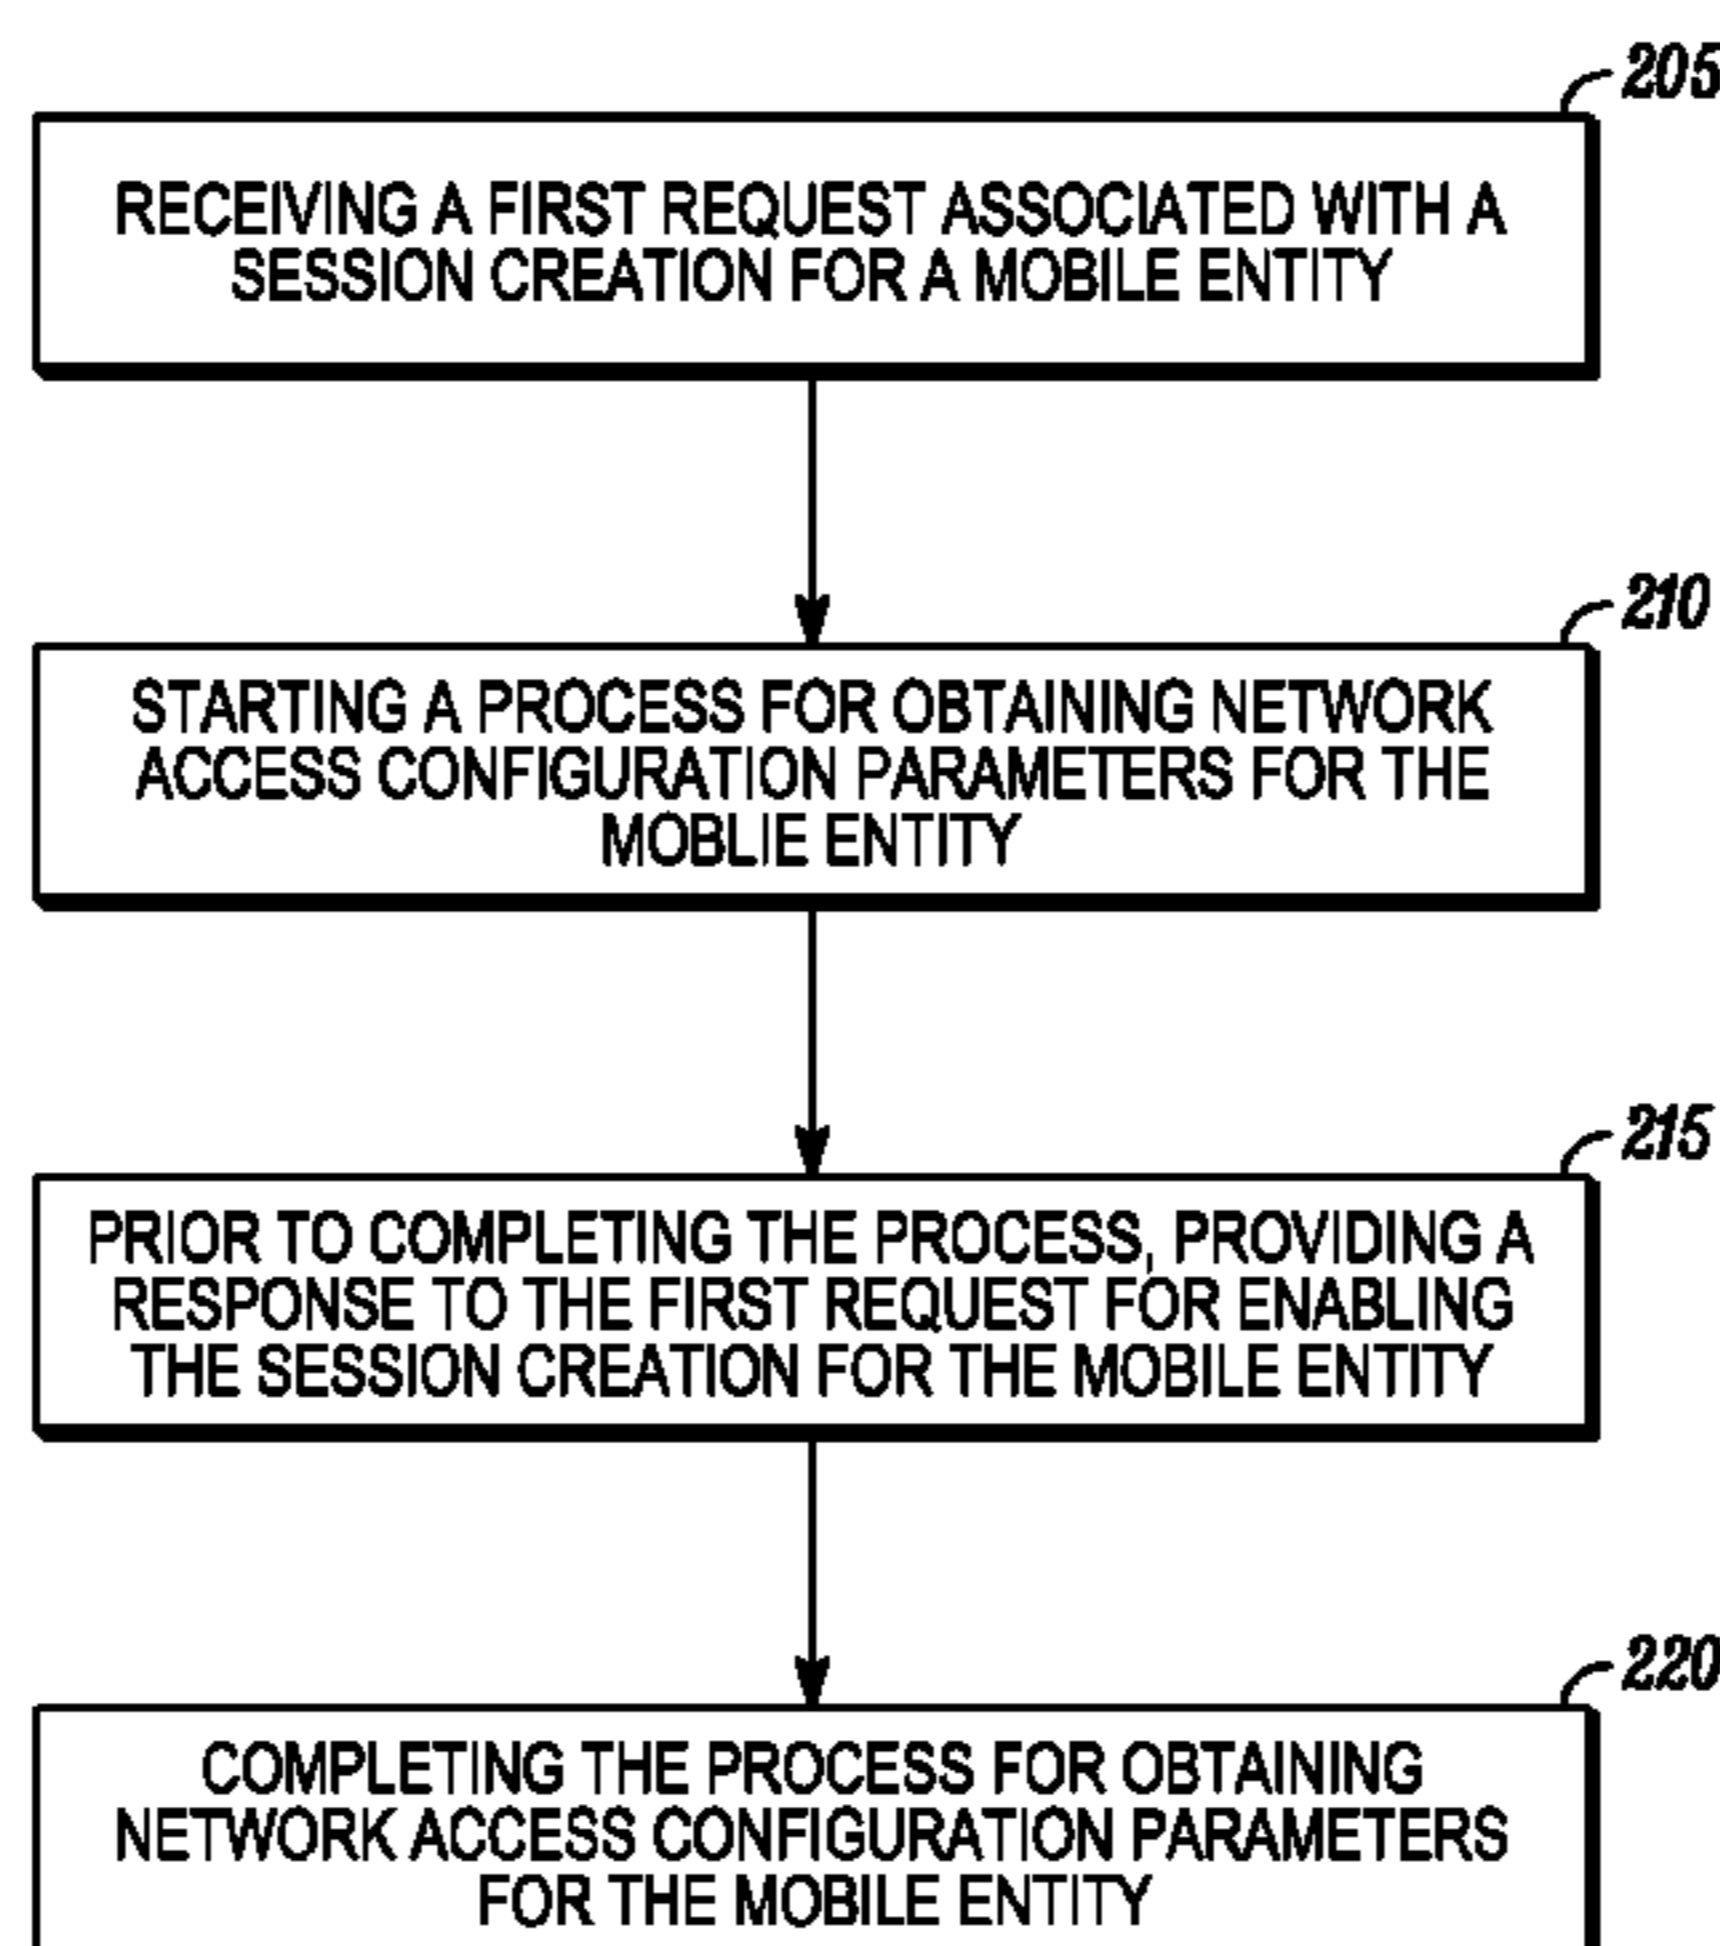 205
RECEIVING A FIRST REQUEST ASSOCIATED WITH A
SESSION CREATION FOR A MOBILE ENTITY
210
STARTING A PROCESS FOR OBTAINING NETWORK
ACCESS CONFIGURATION PARAMETERS FOR THE
MOBLIE ENTITY
215
PRIOR TO COMPLETING THE PROCESS, PROVIDING A
RESPONSE TO THE FIRST REQUEST FOR ENABLING
THE SESSION CREATION FOR THE MOBILE ENTITY
220
COMPLETING THE PROCESS FOR OBTAINING
NETWORK ACCESS CONFIGURATION PARAMETERS
FOR THE MOBILE ENTITY